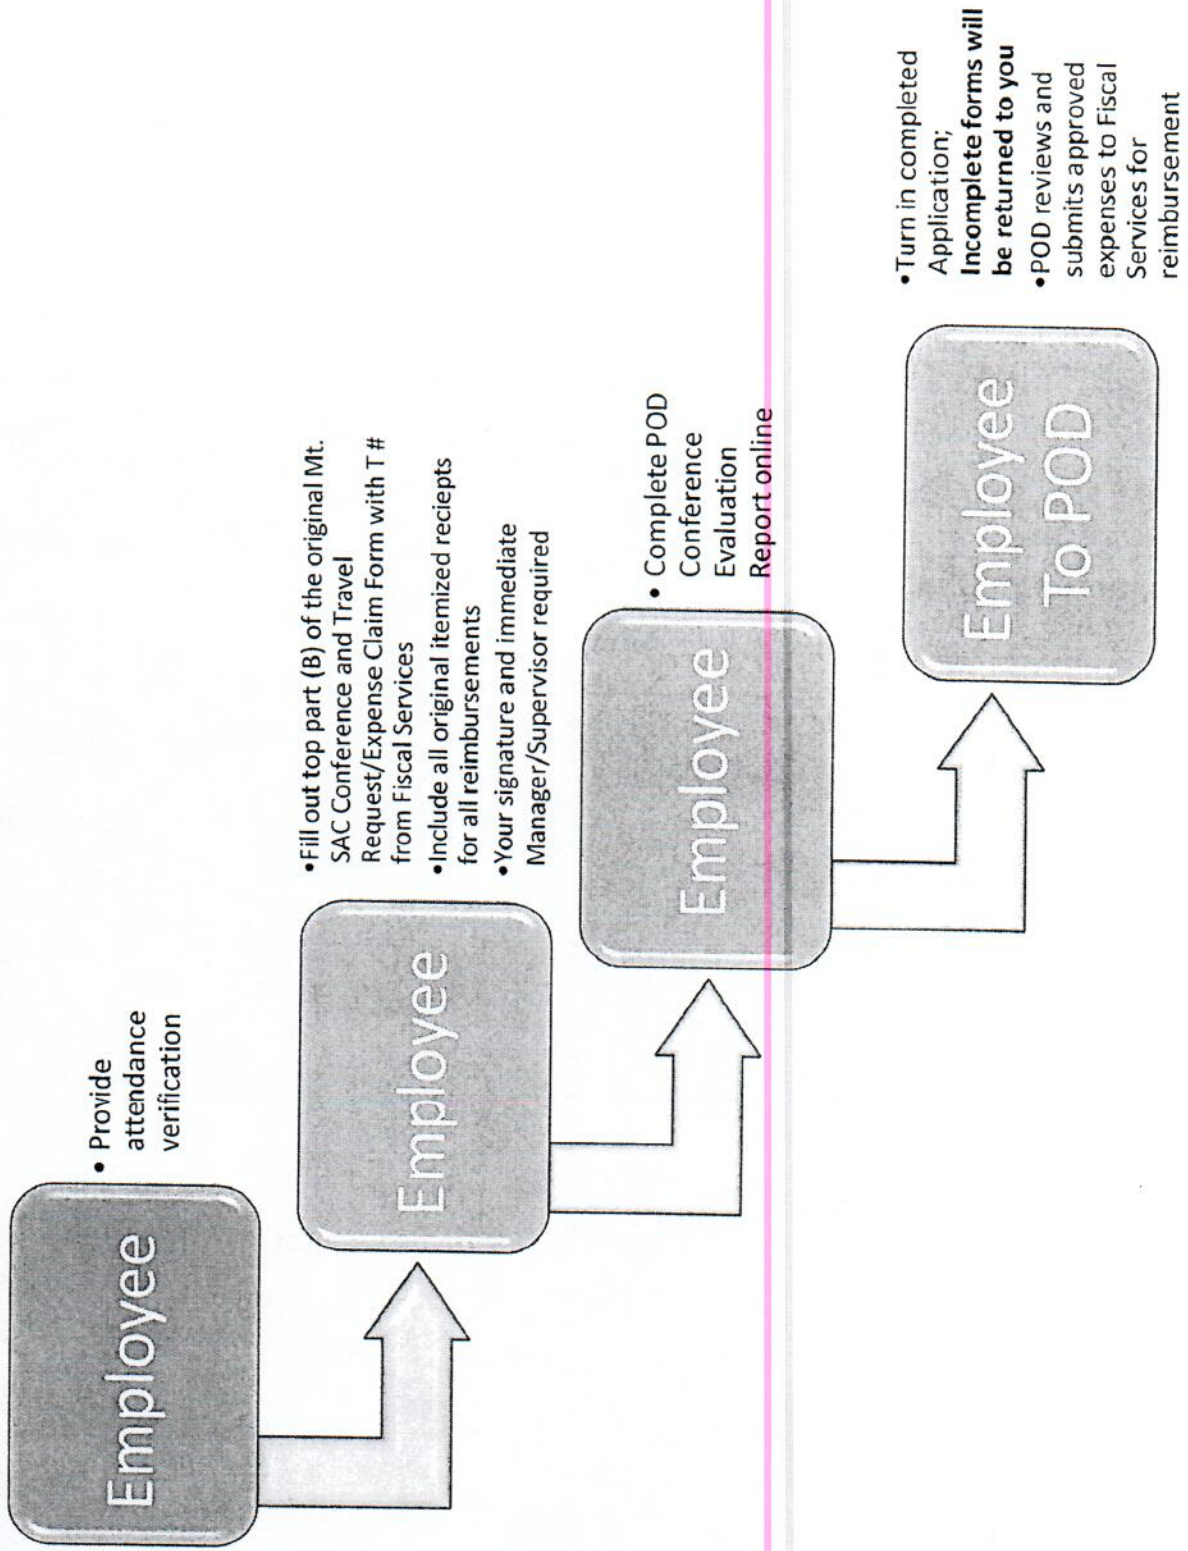 Employee
• Provide
attendance
verification
Employee
•Fill out top part (B) of the original Mt.
SAC Conference and Travel
Request/Expense Claim Form with T #
from Fiscal Services
•Include all original itemized reciepts
for all reimbursements
•Your signature and immediate
Manager/Supervisor required
Employee
• Complete POD
Conference
Evaluation
Report online
Employee
To POD
•Turn in completed
Application;
Incomplete forms will
be returned to you
•POD reviews and
submits approved
expenses to Fiscal
Services for
reimbursement